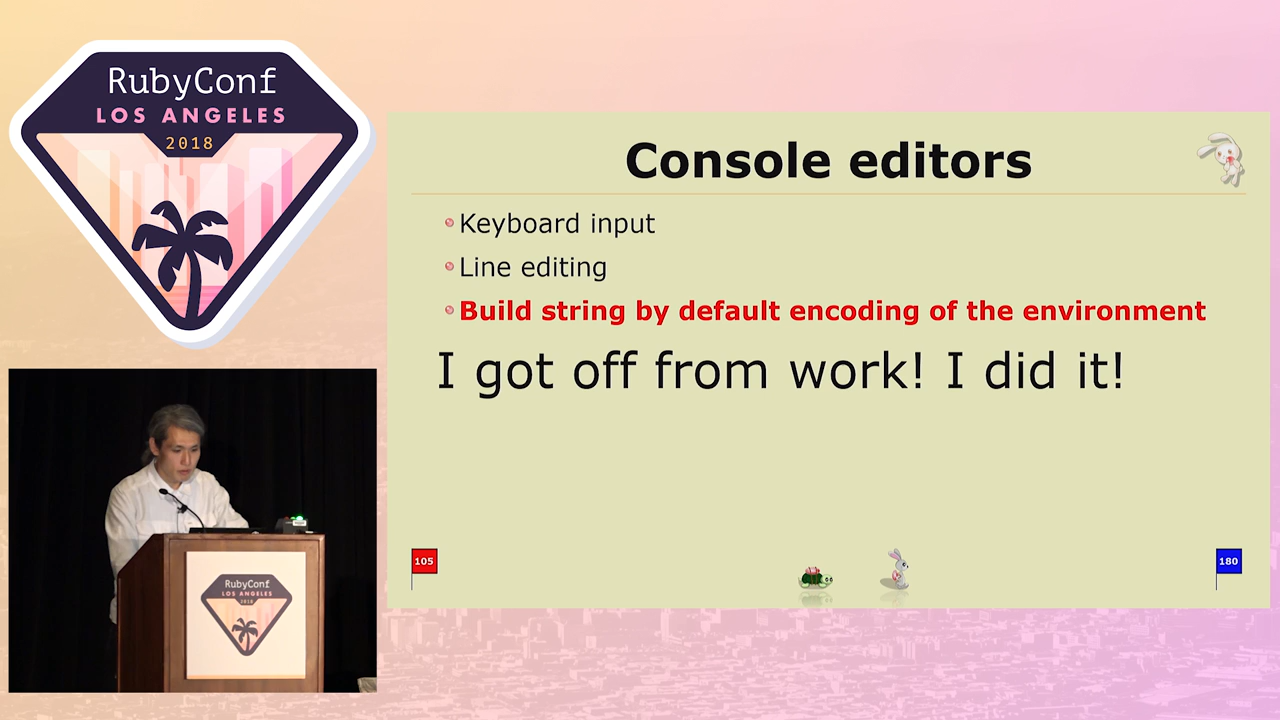 RubyConf
LOS ANGELES
2018
Console editors
Keyboard input
Line editing
Build string by default encoding of the environment
I got off from work! I did it!
105
180
RubyConf
LOS ANGELES
2018